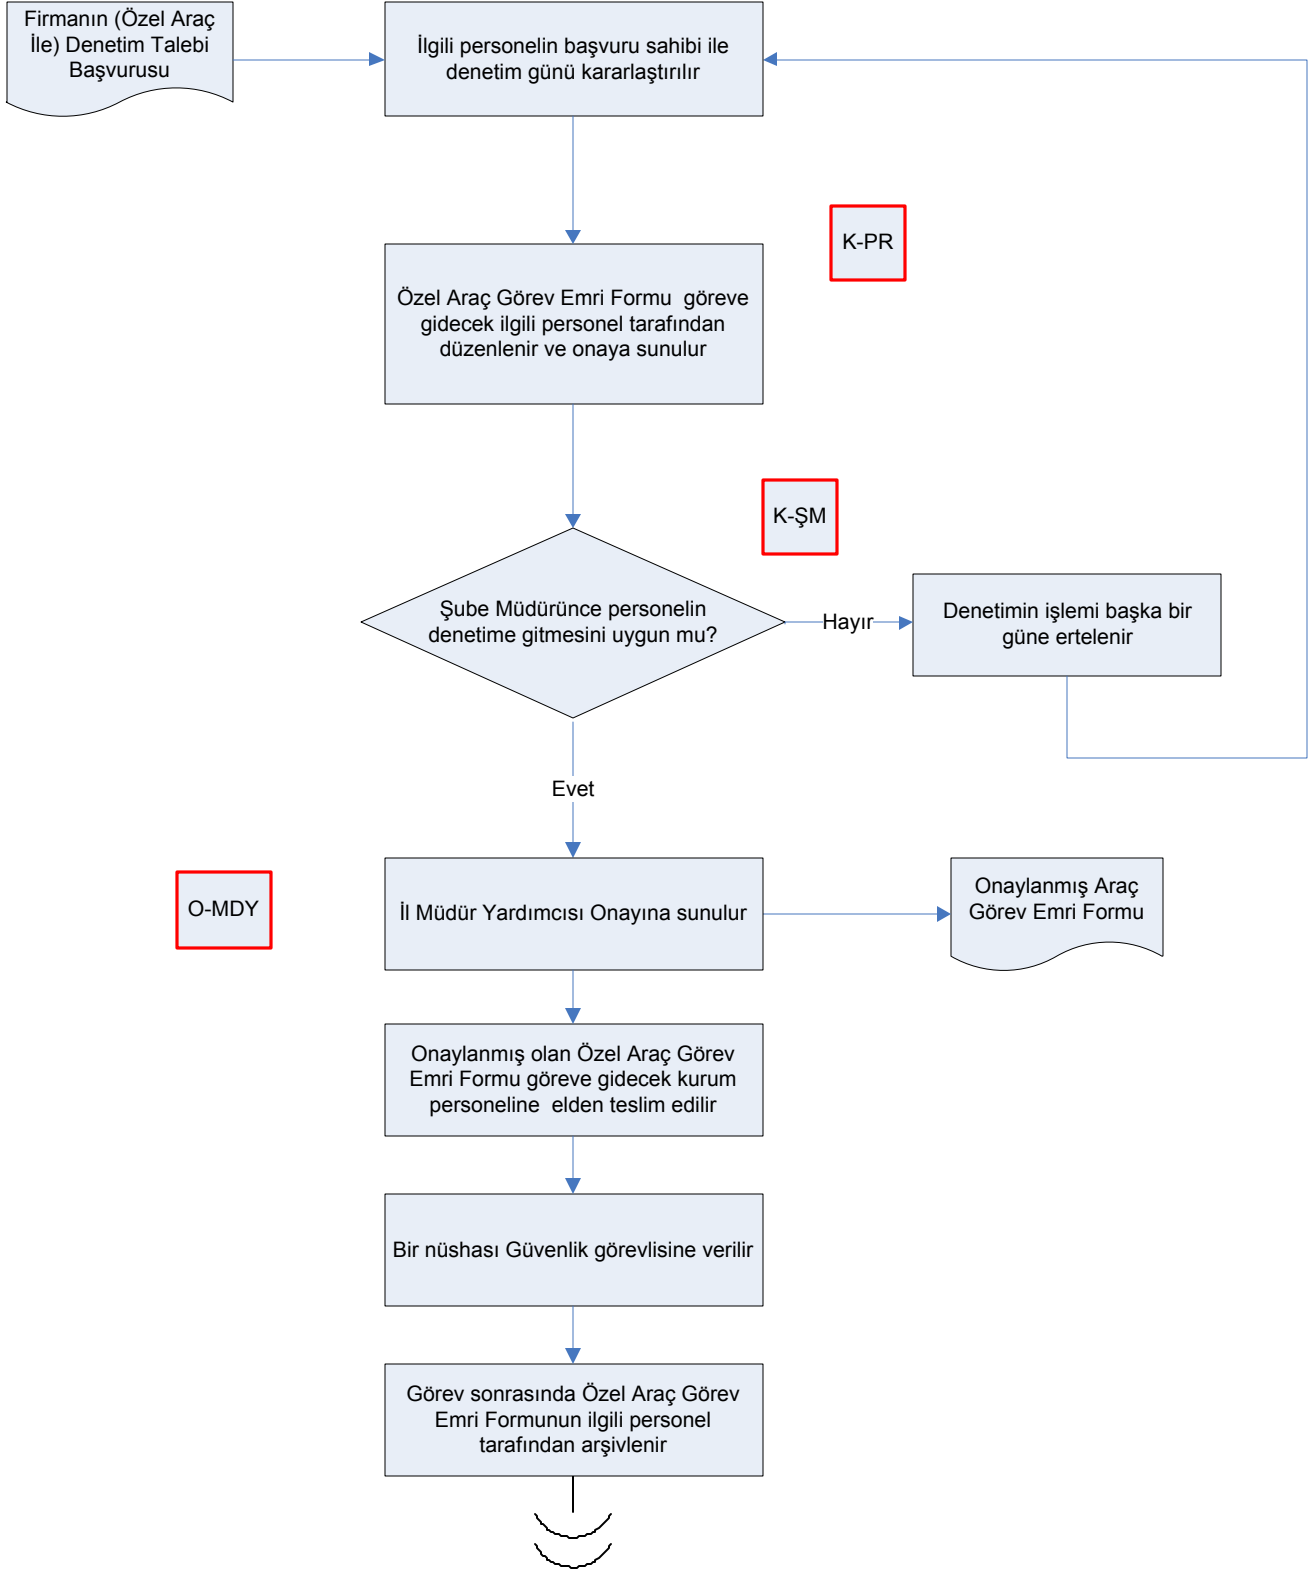 Firmanın (Özel Araç
İle) Denetim Talebi
Başvurusu
İlgili personelin başvuru sahibi ile
denetim günü kararlaştırılır
K-PR
Özel Araç Görev Emri Formu  göreve
gidecek ilgili personel tarafından
düzenlenir ve onaya sunulur
K-ŞM
Şube Müdürünce personelin
denetime gitmesini uygun mu?
Hayır
Denetimin işlemi başka bir
güne ertelenir
Evet
O-MDY
İl Müdür Yardımcısı Onayına sunulur
Onaylanmış Araç
Görev Emri Formu
Onaylanmış olan Özel Araç Görev
Emri Formu göreve gidecek kurum
personeline  elden teslim edilir
Bir nüshası Güvenlik görevlisine verilir
Görev sonrasında Özel Araç Görev
Emri Formunun ilgili personel
tarafından arşivlenir